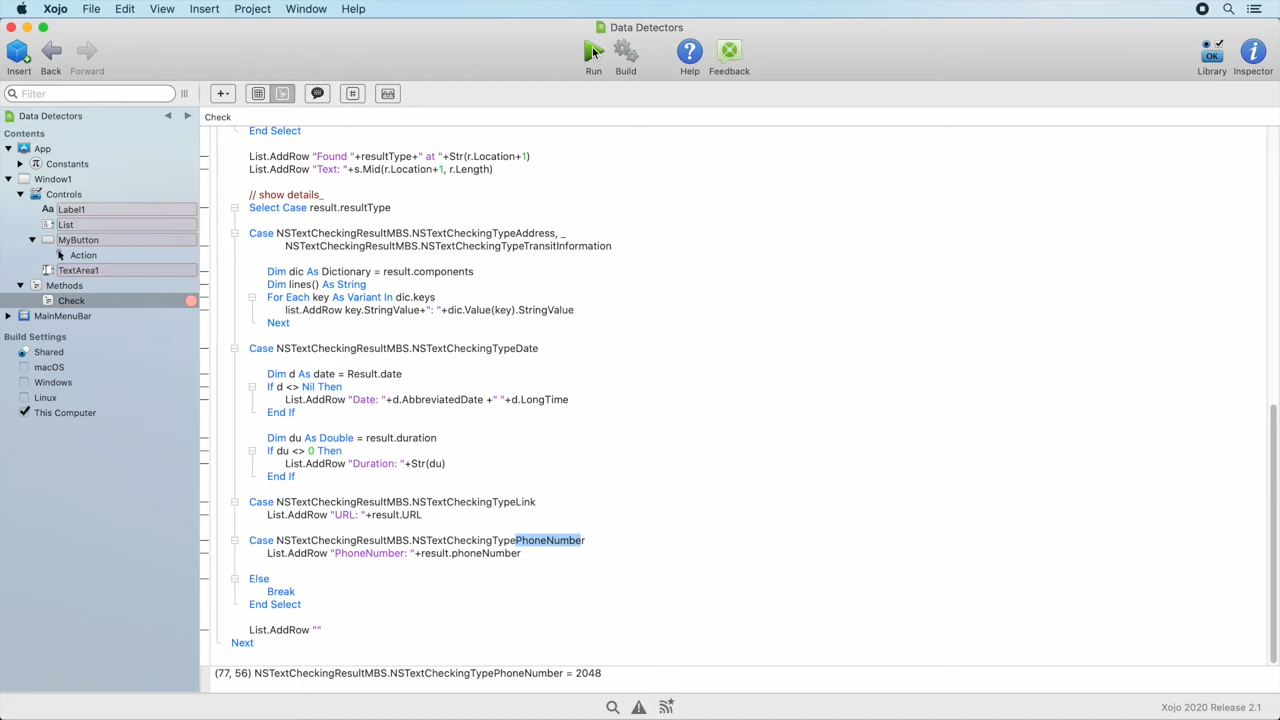 Xojo File Edit View Insert Project Window Help
Data Detectors
Insert Back Forward Run Build Help Feedback OK Library Inspector
Filter
Data Detectors
Check
Contents
App
Constants
Window1
Controls
Aa Label1
List
MyButton
Action
TextArea1
Methods
Check
MainMenuBar
Build Settings
Shared
macOS
Windows
Linux
This Computer
End Select
List.AddRow "Found "+resultType+" at "+Str(r.Location+1)
List.AddRow "Text: "+s.Mid(r.Location+1, r.Length)
// show details_
Select Case result.resultType
Case NSTextCheckingResultMBS.NSTextCheckingTypeAddress, _
NSTextCheckingResultMBS.NSTextCheckingTypeTransitInformation
Dim dic As Dictionary = result.components
Dim lines() As String
For Each key As Variant In dic.keys
list.AddRow key.StringValue+": "+dic.Value(key).StringValue
Next
Case NSTextCheckingResultMBS.NSTextCheckingTypeDate
Dim d As date = Result.date
If d <> Nil Then
List.AddRow "Date: "+d.AbbreviatedDate +" "+d.LongTime
End If
Dim du As Double = result.duration
If du <> 0 Then
List.AddRow "Duration: "+Str(du)
End If
Case NSTextCheckingResultMBS.NSTextCheckingTypeLink
List.AddRow "URL: "+result.URL
Case NSTextCheckingResultMBS.NSTextCheckingTypePhoneNumber
List.AddRow "PhoneNumber: "+result.phoneNumber
Else
Break
End Select
List.AddRow ""
Next
(77, 56) NSTextCheckingResultMBS.NSTextCheckingTypePhoneNumber = 2048
Xojo 2020 Release 2.1